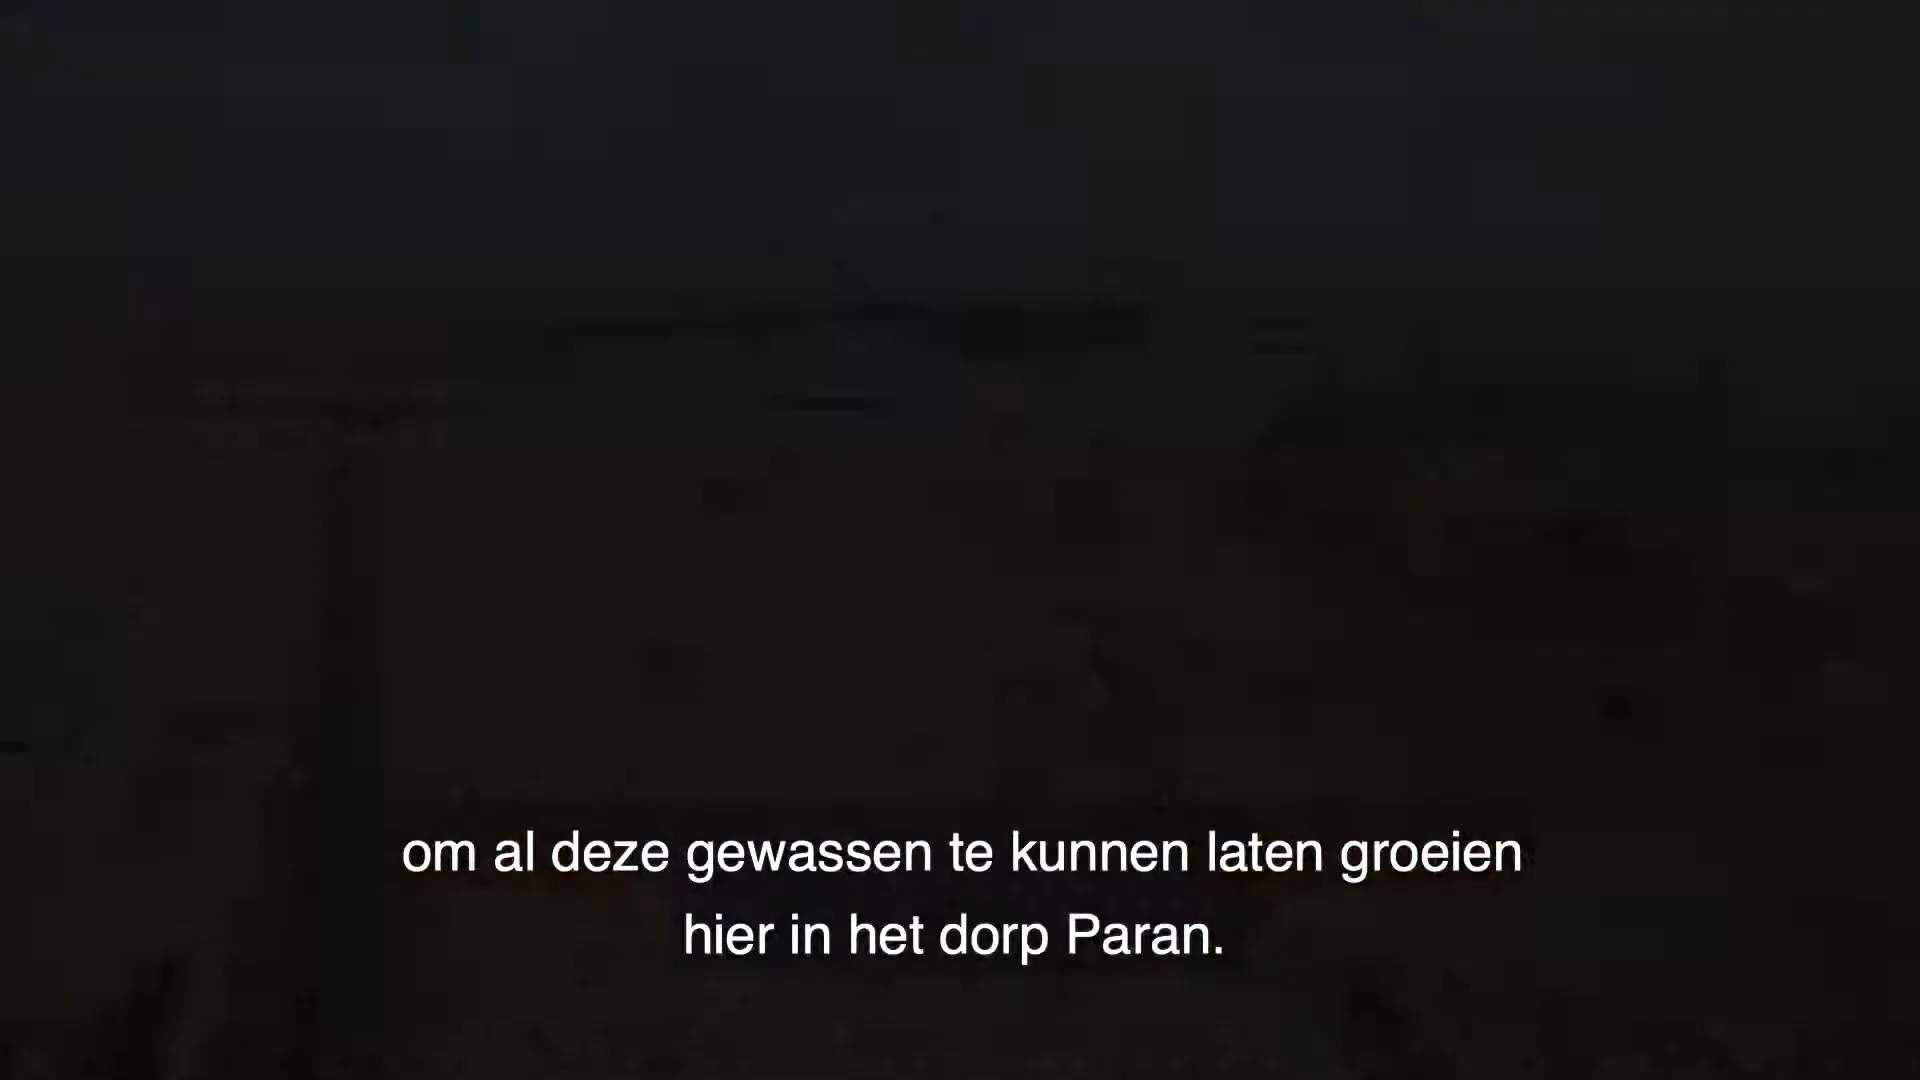 om al deze gewassen te kunnen laten groeien
hier in het dorp Paran.